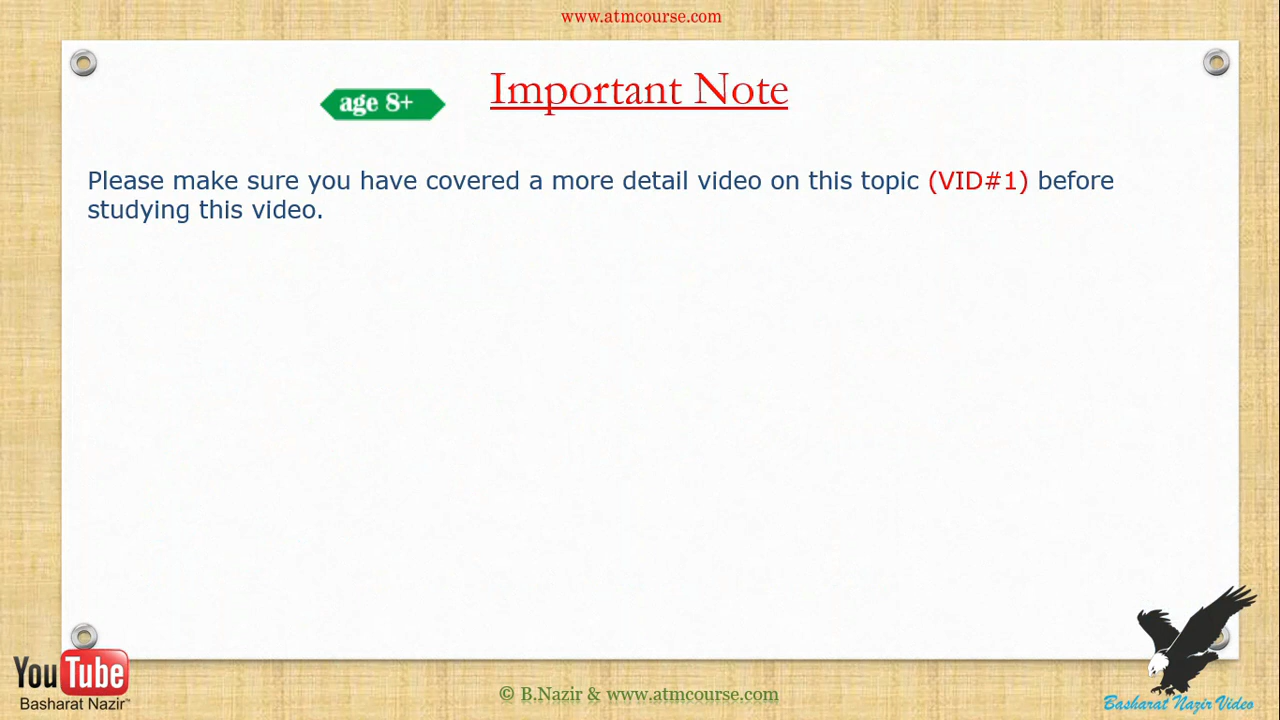 www.atmcourse.com
Important Note
age 8+
Please make sure you have covered a more detail video on this topic (VID#1) before
studying this video.
YouTube
Basharat Nazir™
© B.Nazir & www.atmcourse.com
Basharat Nazir Video